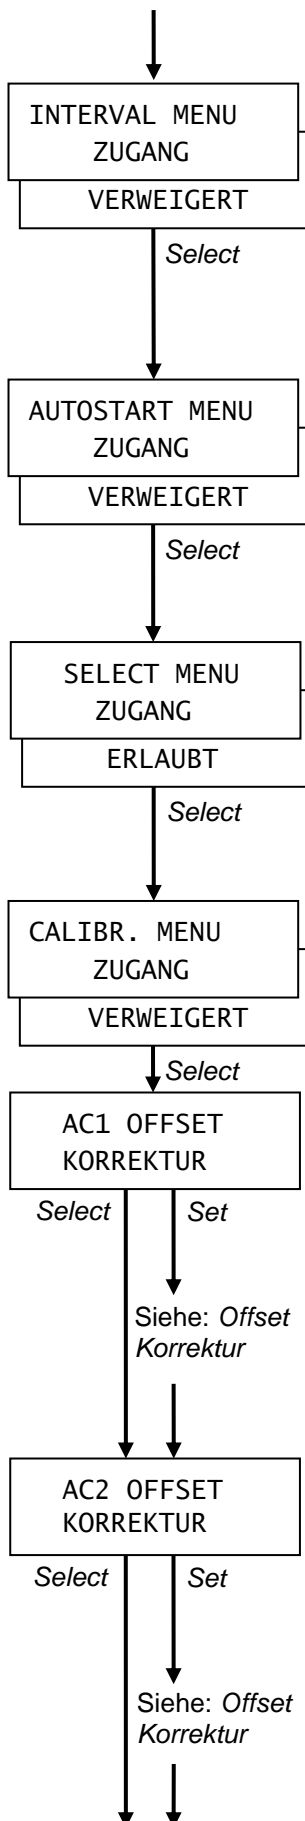 INTERVAL MENU
ZUGANG
VERWEIGERT
Select
AUTOSTART MENU
ZUGANG
VERWEIGERT
Select
SELECT MENU
ZUGANG
ERLAUBT
Select
CALIBR. MENU
ZUGANG
VERWEIGERT
Select
AC1 OFFSET
KORREKTUR
Select Set
Siehe: Offset
Korrektur
AC2 OFFSET
KORREKTUR
Select Set
Siehe: Offset
Korrektur